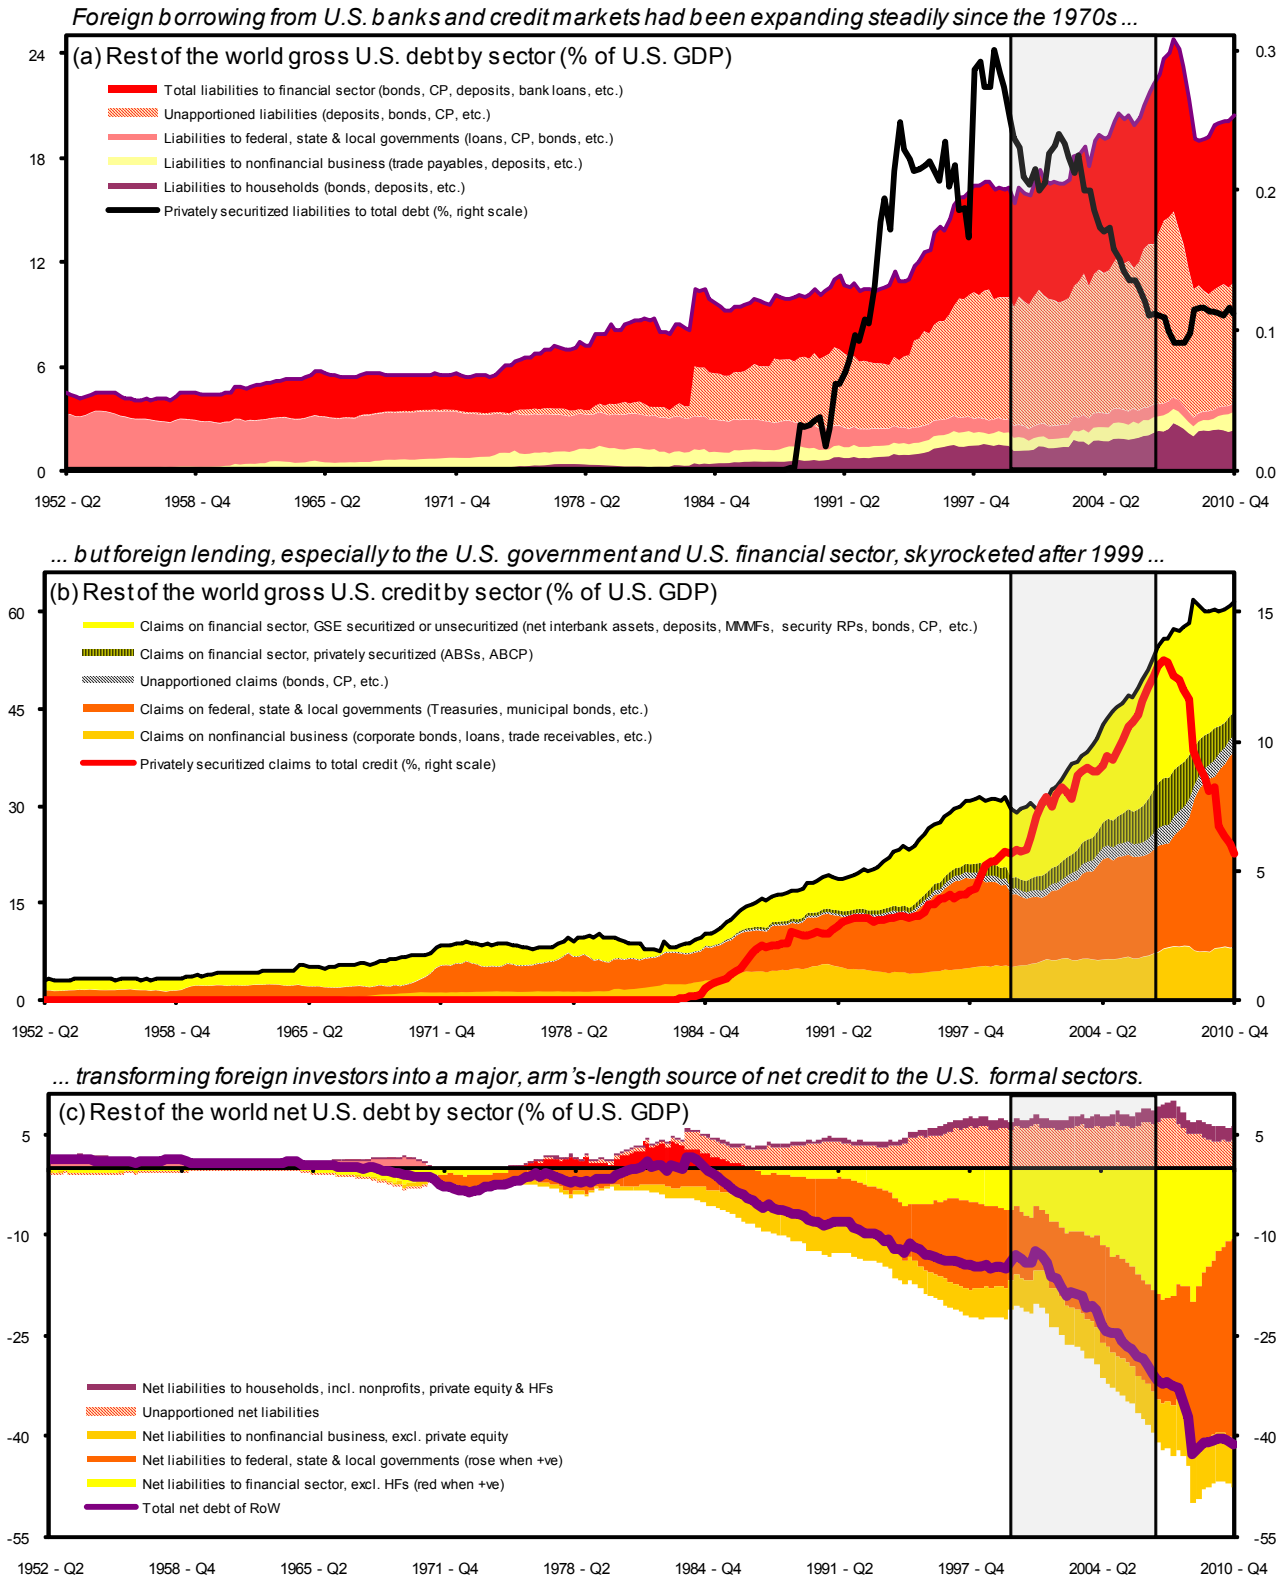 Foreign borrowing from U.S. banks and credit markets had been expanding steadily since the 1970s ...
(a) Rest of the world gross U.S. debt by sector (% of U.S. GDP)
Total liabilities to financial sector (bonds, CP, deposits, bank loans, etc.)
Unapportioned liabilities (deposits, bonds, CP, etc.)
Liabilities to federal, state & local governments (loans, CP, bonds, etc.)
Liabilities to nonfinancial business (trade payables, deposits, etc.)
Liabilities to households (bonds, deposits, etc.)
Privately securitized liabilities to total debt (%, right scale)
24
18
12
6
0
0.3
0.2
0.1
0.0
1952 - Q2 1958 - Q4 1965 - Q2 1971 - Q4 1978 - Q2 1984 - Q4 1991 - Q2 1997 - Q4 2004 - Q2 2010 - Q4
... but foreign lending, especially to the U.S. government and U.S. financial sector, skyrocketed after 1999 ...
(b) Rest of the world gross U.S. credit by sector (% of U.S. GDP)
Claims on financial sector, GSE securitized or unsecuritized (net interbank assets, deposits, MMMFs, security RPs, bonds, CP, etc.)
Claims on financial sector, privately securitized (ABSs, ABCP)
Unapportioned claims (bonds, CP, etc.)
Claims on federal, state & local governments (Treasuries, municipal bonds, etc.)
Claims on nonfinancial business (corporate bonds, loans, trade receivables, etc.)
Privately securitized claims to total credit (%, right scale)
60
45
30
15
0
15
10
5
0
1952 - Q2 1958 - Q4 1965 - Q2 1971 - Q4 1978 - Q2 1984 - Q4 1991 - Q2 1997 - Q4 2004 - Q2 2010 - Q4
... transforming foreign investors into a major, arm's-length source of net credit to the U.S. formal sectors.
(c) Rest of the world net U.S. debt by sector (% of U.S. GDP)
5
-10
-25
-40
-55
5
-10
-25
-40
-55
Net liabilities to households, incl. nonprofits, private equity & HFs
Unapportioned net liabilities
Net liabilities to nonfinancial business, excl. private equity
Net liabilities to federal, state & local governments (rose when +ve)
Net liabilities to financial sector, excl. HFs (red when +ve)
Total net debt of RoW
1952 - Q2 1958 - Q4 1965 - Q2 1971 - Q4 1978 - Q2 1984 - Q4 1991 - Q2 1997 - Q4 2004 - Q2 2010 - Q4